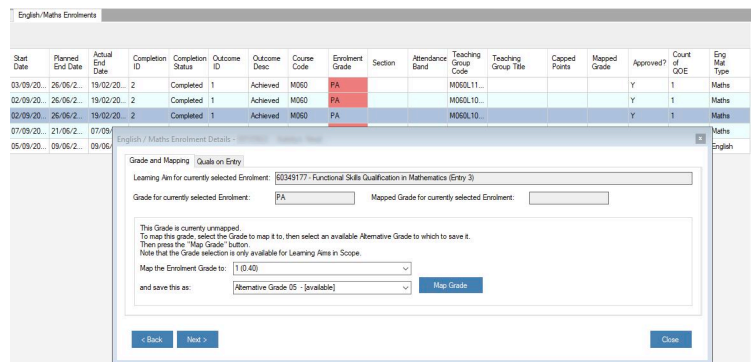 English/Maths Enrolments
Start Date Planned End Date Actual End Date Completion ID Completion Status Outcome ID Outcome Desc Course Code Enrolment Grade Section Attendance Band Teaching Group Code Teaching Group Title Capped Points Mapped Grade Approved? Count of QOE Eng Mat Type
03/09/20... 26/06/2... 19/02/20... 2 Completed 1 Achieved M060 PA M060L11... Y 1 Maths
02/09/20... 26/06/2... 19/02/20... 2 Completed 1 Achieved M060 PA M060L10... Y 1 Maths
02/09/20... 26/06/2... 19/02/20... 2 Completed 1 Achieved M060 PA M060L10... Y 1 Maths
07/09/20... 21/06/2... 07/09/ Maths
05/09/20... 09/06/2... 09/06/ English
English / Maths Enrolment Details -
Grade and Mapping Quals on Entry
Learning Aim for currently selected Enrolment: 60349177 - Functional Skills Qualification in Mathematics (Entry 3)
Grade for currently selected Enrolment: PA Mapped Grade for currently selected Enrolment:
This Grade is currently unmapped.
To map this grade, select the Grade to map it to, then select an available Alternative Grade to which to save it.
Then press the "Map Grade" button.
Note that the Grade selection is only available for Learning Aims in Scope.
Map the Enrolment Grade to: 1 (0.40)
and save this as: Alternative Grade 05 - [available] Map Grade
< Back Next > Close